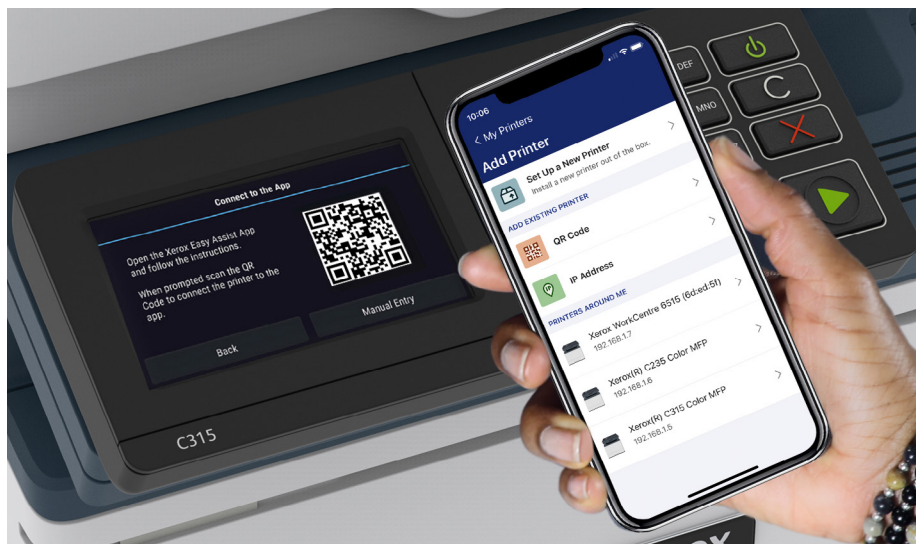 Connect to the App
Open the Xerox Easy Assist App
and follow the instructions.
When prompted scan the QR
Code to connect the printer to the
app.
Back
Manual Entry
C315
10:06
< My Printers
Add Printer
Set Up a New Printer
Install a new printer out of the box.
ADD EXISTING PRINTER
QR Code
IP
IP Address
PRINTERS AROUND ME
Xerox WorkCentre 6515 (6d:ed:5f)
192.168.1.7
Xerox(R) C235 Color MFP
192.168.1.6
Xerox(R) C315 Color MFP
192.168.1.5
DEF
MNO
C